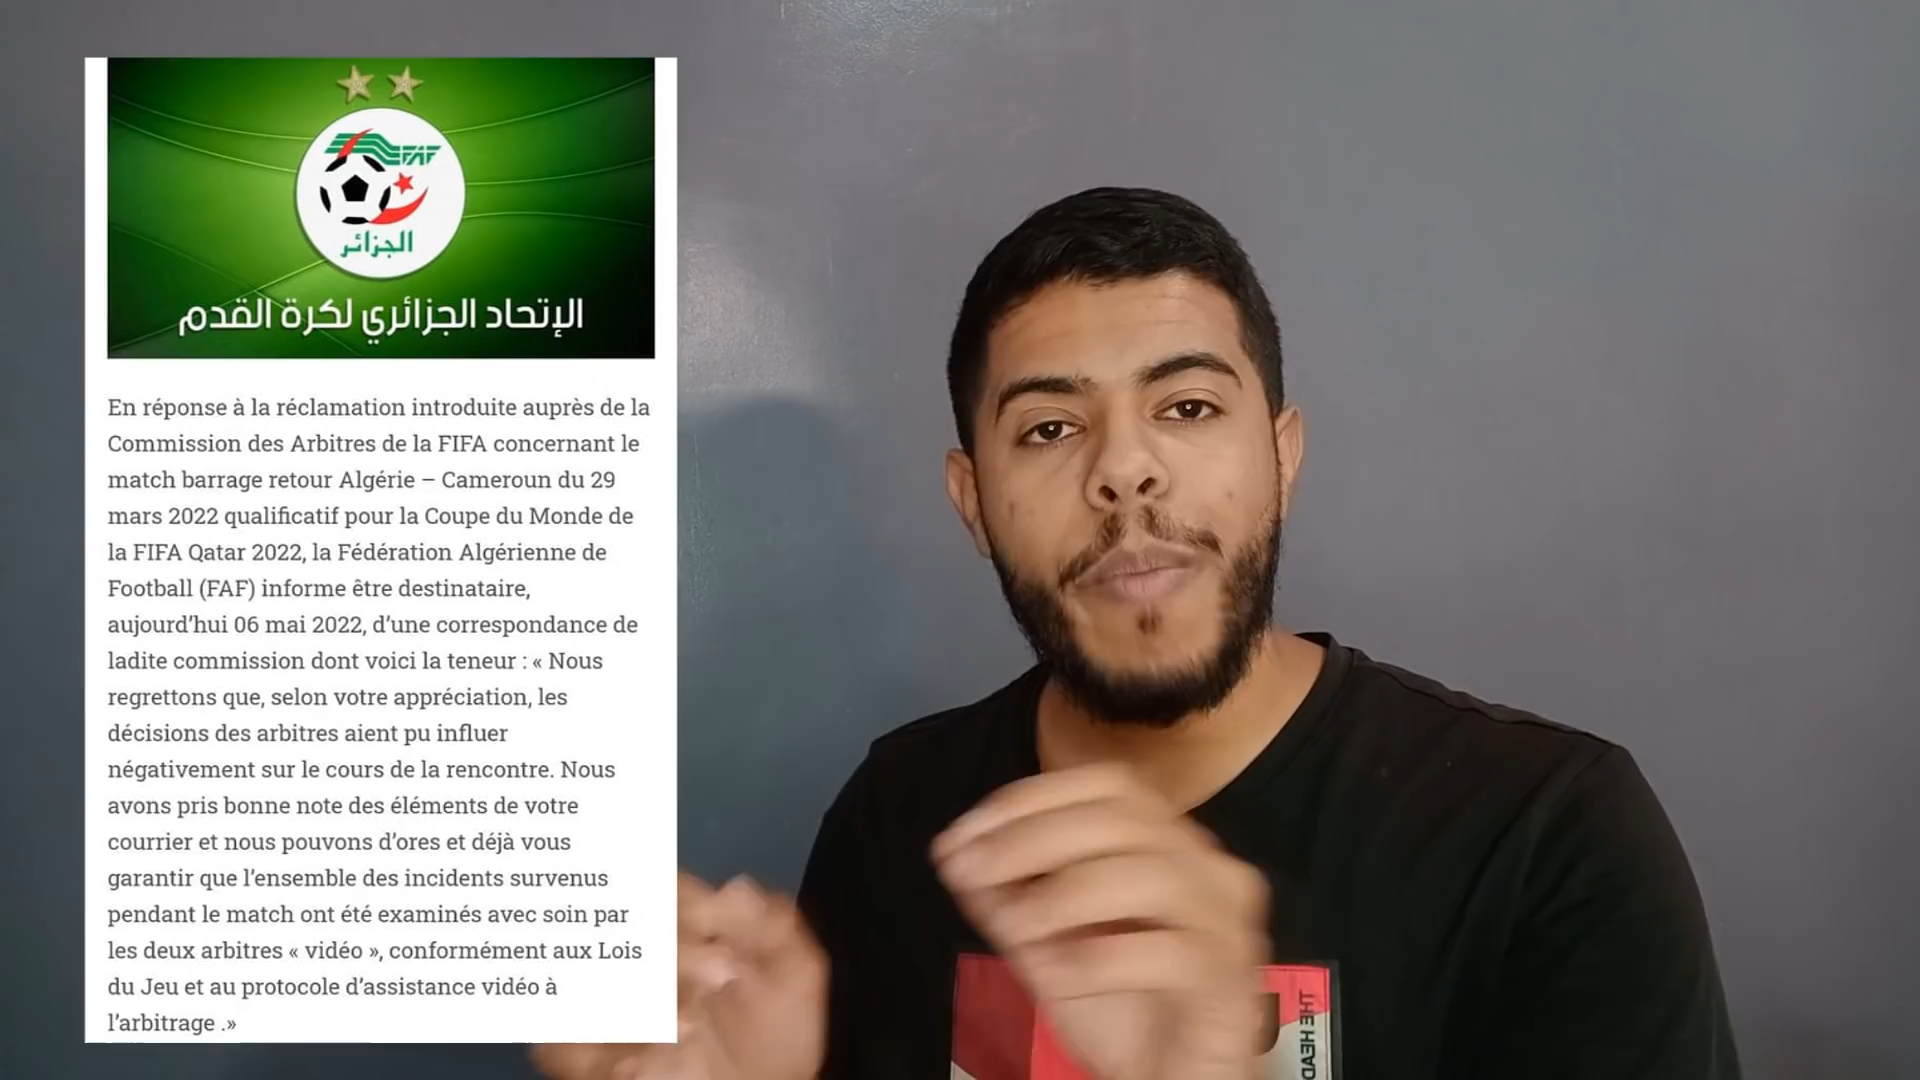 FAF
الجزائر
الإتحاد الجزائري لكرة القدم
En réponse à la réclamation introduite auprès de la
Commission des Arbitres de la FIFA concernant le
match barrage retour Algérie – Cameroun du 29
mars 2022 qualificatif pour la Coupe du Monde de
la FIFA Qatar 2022, la Fédération Algérienne de
Football (FAF) informe être destinataire,
aujourd’hui 06 mai 2022, d’une correspondance de
ladite commission dont voici la teneur : « Nous
regrettons que, selon votre appréciation, les
décisions des arbitres aient pu influer
négativement sur le cours de la rencontre. Nous
avons pris bonne note des éléments de votre
courrier et nous pouvons d’ores et déjà vous
garantir que l’ensemble des incidents survenus
pendant le match ont été examinés avec soin par
les deux arbitres « vidéo », conformément aux Lois
du Jeu et au protocole d’assistance vidéo à
l’arbitrage .»
THE HEAD